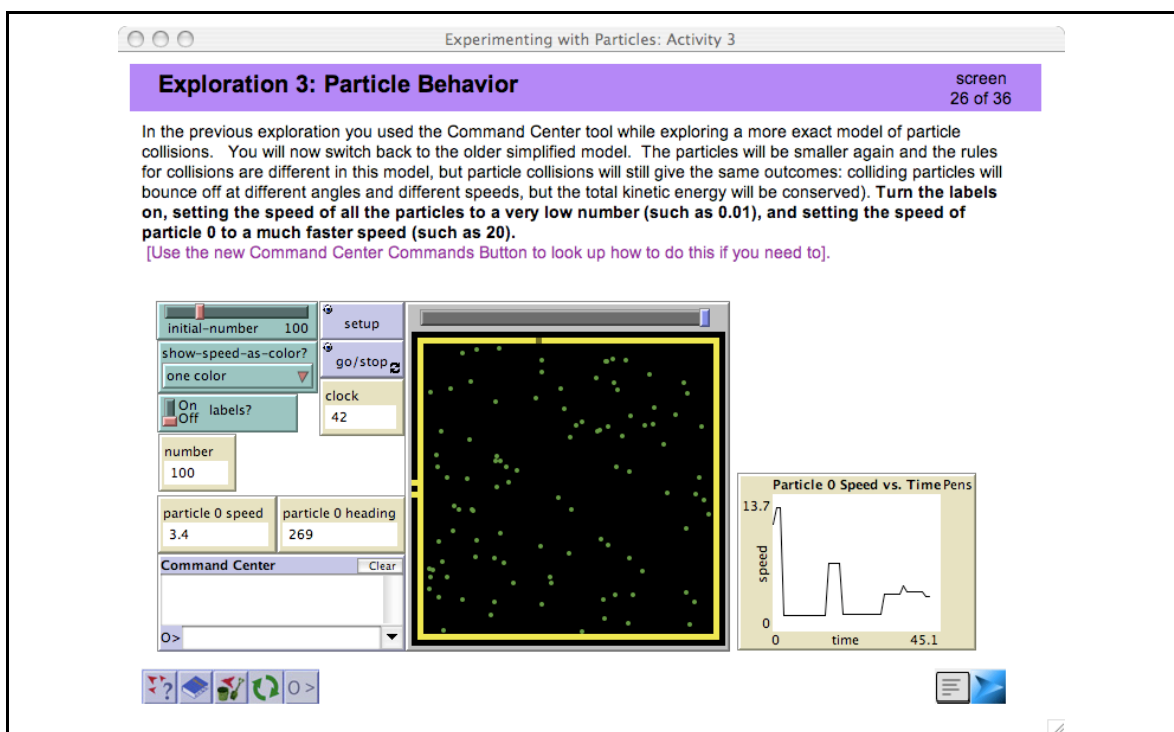 Experimenting with Particles: Activity 3
Exploration 3: Particle Behavior
screen
26 of 36
In the previous exploration you used the Command Center tool while exploring a more exact model of particle
collisions.   You will now switch back to the older simplified model.  The particles will be smaller again and the rules
for collisions are different in this model, but particle collisions will still give the same outcomes: colliding particles will
bounce off at different angles and different speeds, but the total kinetic energy will be conserved). Turn the labels
on, setting the speed of all the particles to a very low number (such as 0.01), and setting the speed of
particle 0 to a much faster speed (such as 20).
[Use the new Command Center Commands Button to look up how to do this if you need to].
initial-number 100
setup
show-speed-as-color?
one color
go/stop
On
Off
labels?
clock
42
number
100
particle 0 speed
3.4
particle 0 heading
269
Command Center
Clear
O>
Particle 0 Speed vs. Time
Pens
13.7
speed
0
0
time
45.1
?
O >